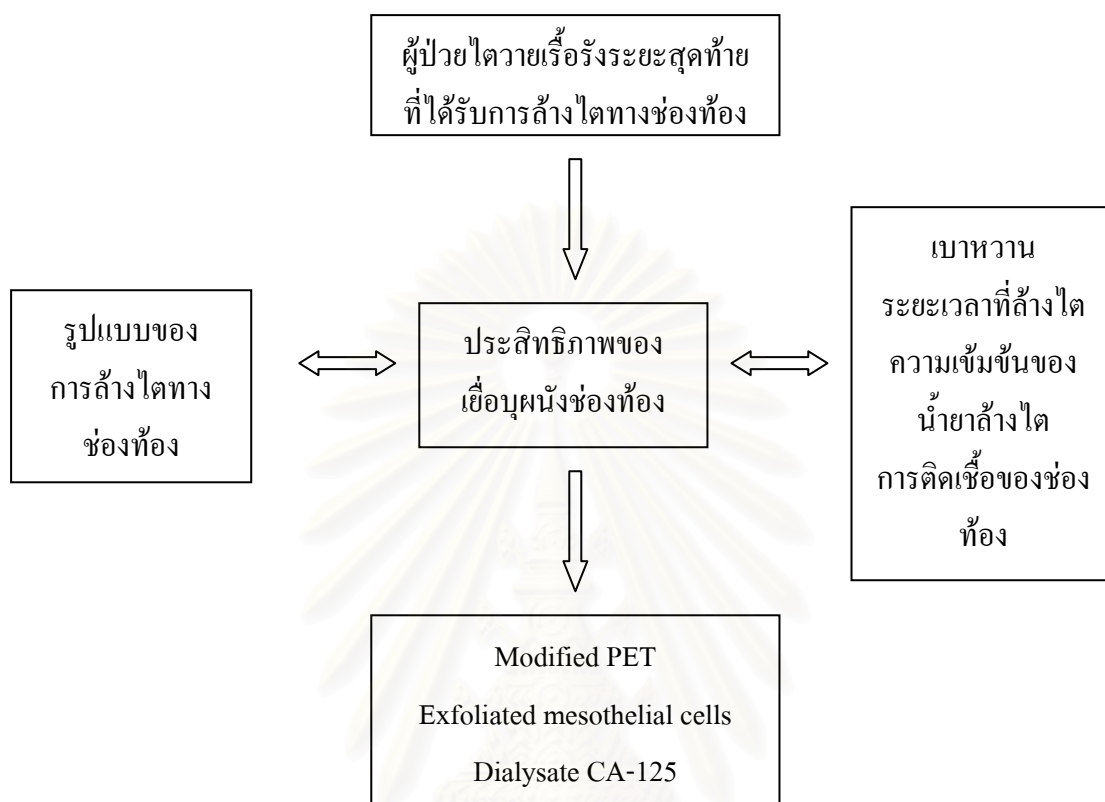 ผู้ป่วยไตวายเรื้อรังระยะสุดท้าย
ที่ได้รับการล้างไตทางช่องท้อง
รูปแบบของ
การล้างไตทาง
ช่องท้อง
ประสิทธิภาพของ
เยื่อบุผนังช่องท้อง
เบาหวาน
ระยะเวลาที่ล้างไต
ความเข้มข้นของ
น้ำยาล้างไต
การติดเชื้อของช่อง
ท้อง
Modified PET
Exfoliated mesothelial cells
Dialysate CA-125